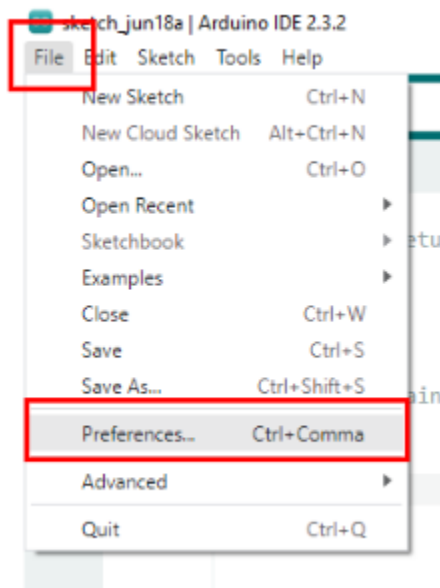 sketch_jun18a | Arduino IDE 2.3.2
File Edit Sketch Tools Help
New Sketch Ctrl+N
New Cloud Sketch Alt+Ctrl+N
Open... Ctrl+O
Open Recent
Sketchbook
Examples
Close Ctrl+W
Save Ctrl+S
Save As... Ctrl+Shift+S
Preferences... Ctrl+Comma
Advanced
Quit Ctrl+Q